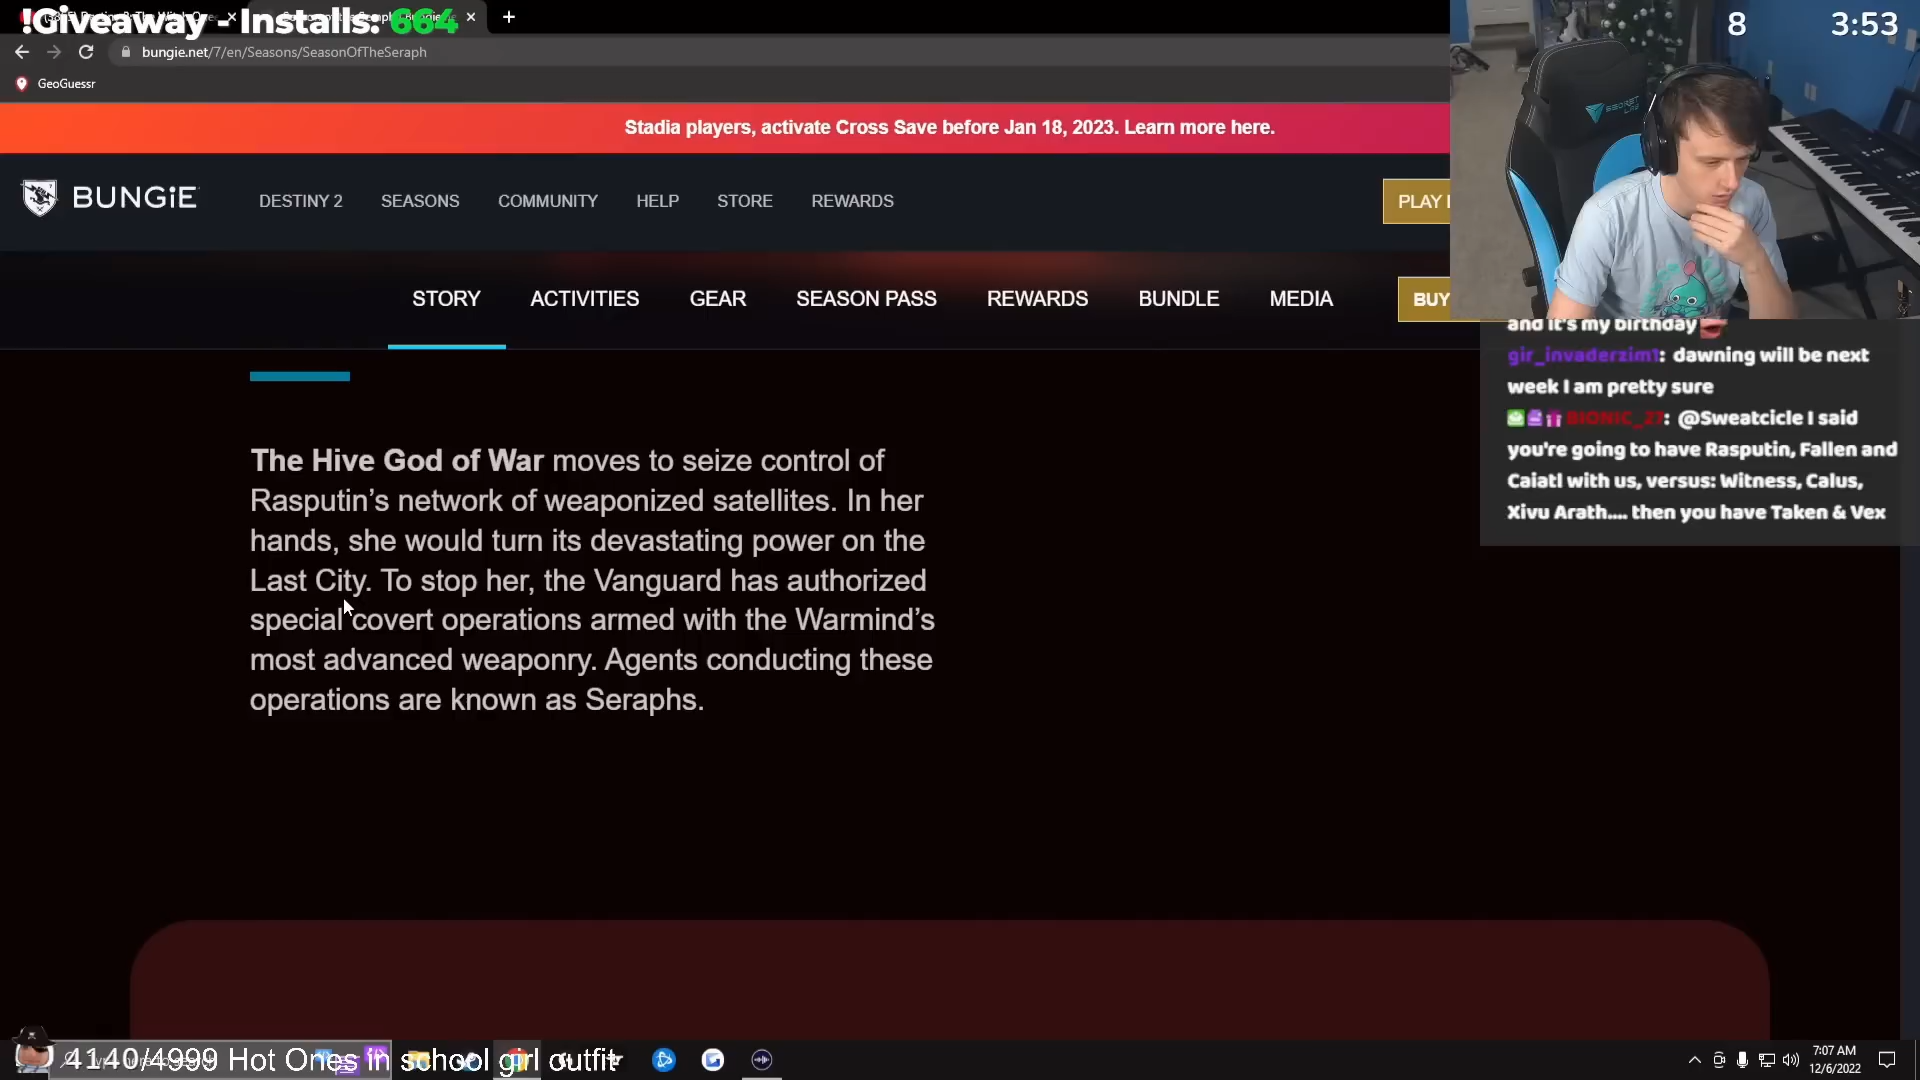 !Giveaway - Installs: 664
bungie.net/7/en/Seasons/SeasonOfTheSeraph
GeoGuessr
8
3:53
Stadia players, activate Cross Save before Jan 18, 2023. Learn more here.
BUNGiE
DESTINY 2
SEASONS
COMMUNITY
HELP
STORE
REWARDS
PLAY
STORY
ACTIVITIES
GEAR
SEASON PASS
REWARDS
BUNDLE
MEDIA
BUY
SECRET
LAB
and it's my birthday
gir_invaderzim1: dawning will be next
week I am pretty sure
BIONIC_27: @Sweatcicle I said
you're going to have Rasputin, Fallen and
Caiatl with us, versus: Witness, Calus,
Xivu Arath.... then you have Taken & Vex
The Hive God of War moves to seize control of
Rasputin’s network of weaponized satellites. In her
hands, she would turn its devastating power on the
Last City. To stop her, the Vanguard has authorized
special covert operations armed with the Warmind’s
most advanced weaponry. Agents conducting these
operations are known as Seraphs.
4140/4999 Hot Ones in school girl outfit
7:07 AM
12/6/2022